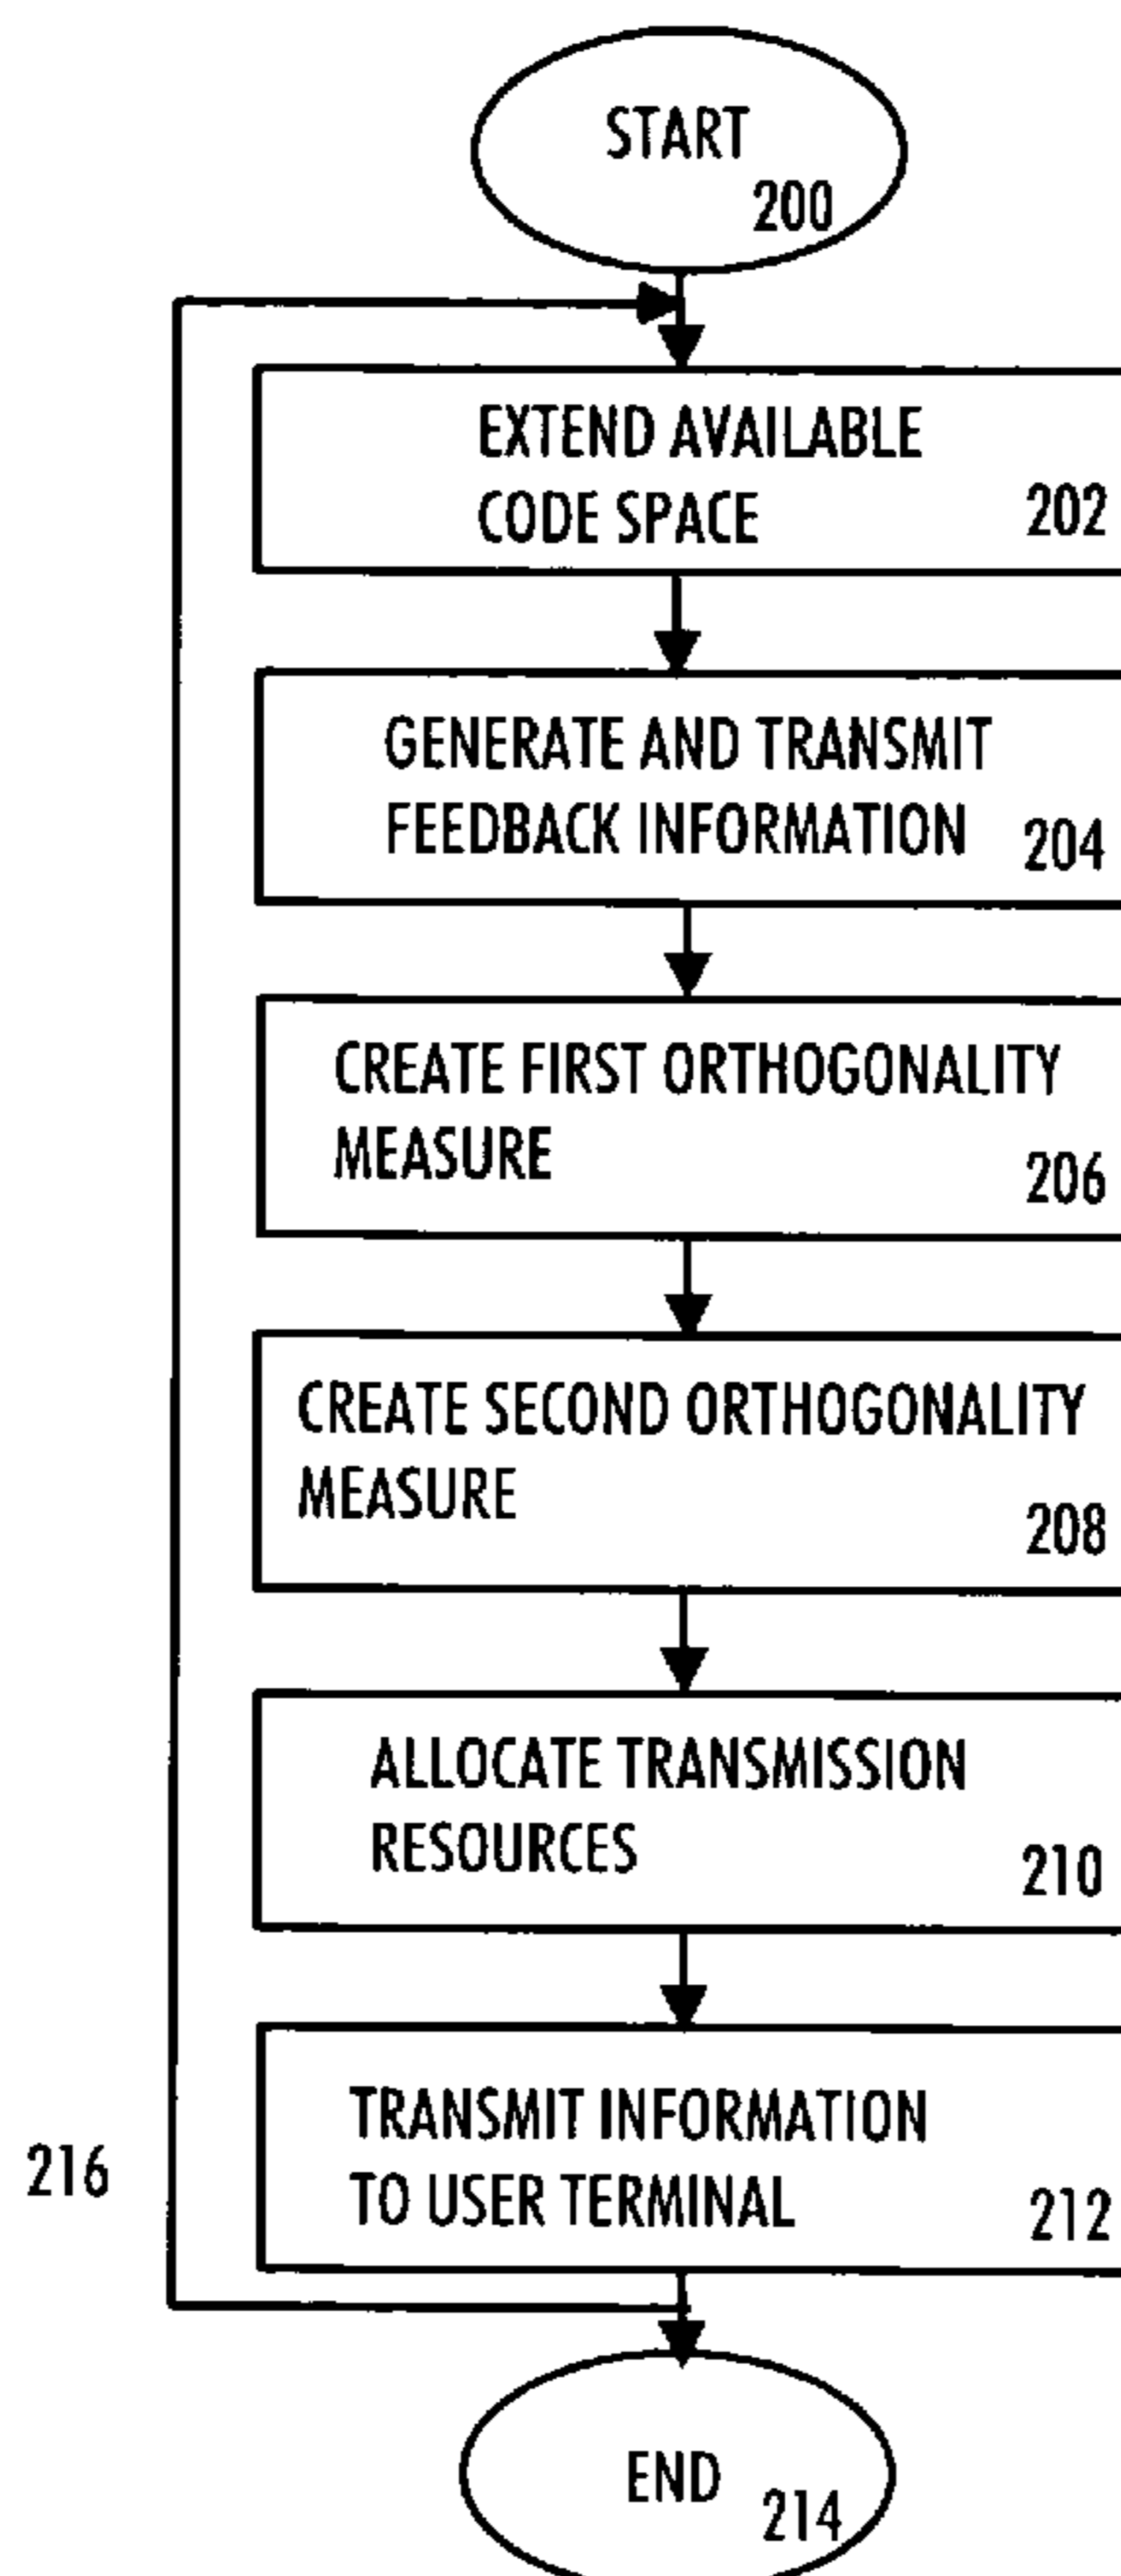 START
200
EXTEND AVAILABLE
CODE SPACE
202
GENERATE AND TRANSMIT
FEEDBACK INFORMATION
204
CREATE FIRST ORTHOGONALITY
MEASURE
206
CREATE SECOND ORTHOGONALITY
MEASURE
208
ALLOCATE TRANSMISSION
RESOURCES
210
TRANSMIT INFORMATION
TO USER TERMINAL
212
216
END
214